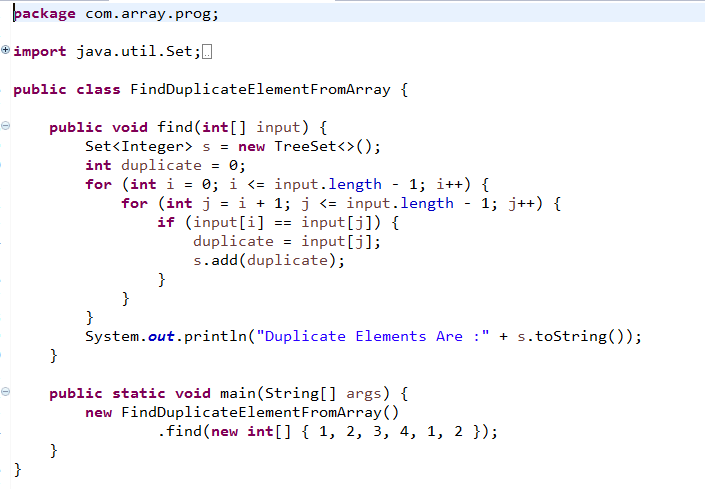 package com.array.prog;
import java.util.Set;
public class FindDuplicateElementFromArray {
    public void find(int[] input) {
        Set<Integer> s = new TreeSet<>();
        int duplicate = 0;
        for (int i = 0; i <= input.length - 1; i++) {
            for (int j = i + 1; j <= input.length - 1; j++) {
                if (input[i] == input[j]) {
                    duplicate = input[j];
                    s.add(duplicate);
                }
            }
        }
        System.out.println("Duplicate Elements Are :" + s.toString());
    }
    public static void main(String[] args) {
        new FindDuplicateElementFromArray()
                .find(new int[] { 1, 2, 3, 4, 1, 2 });
    }
}